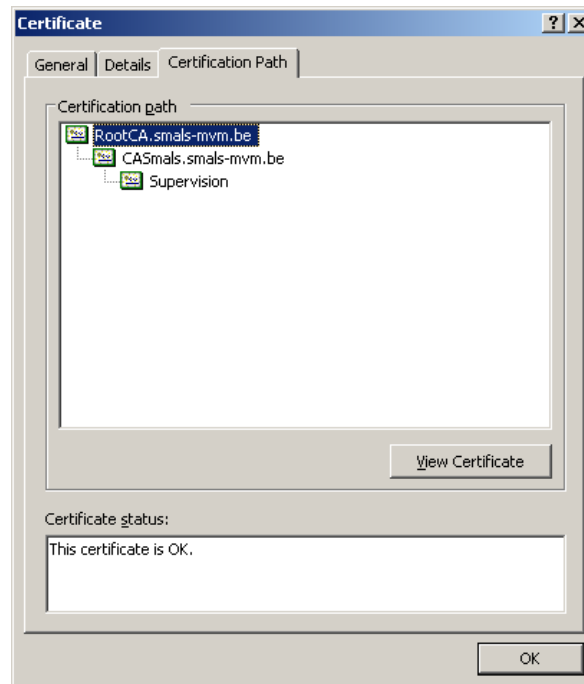 Certificate
General Details Certification Path
Certification path
RootCA.smals-mvm.be
CASmals.smals-mvm.be
Supervision
View Certificate
Certificate status:
This certificate is OK.
OK